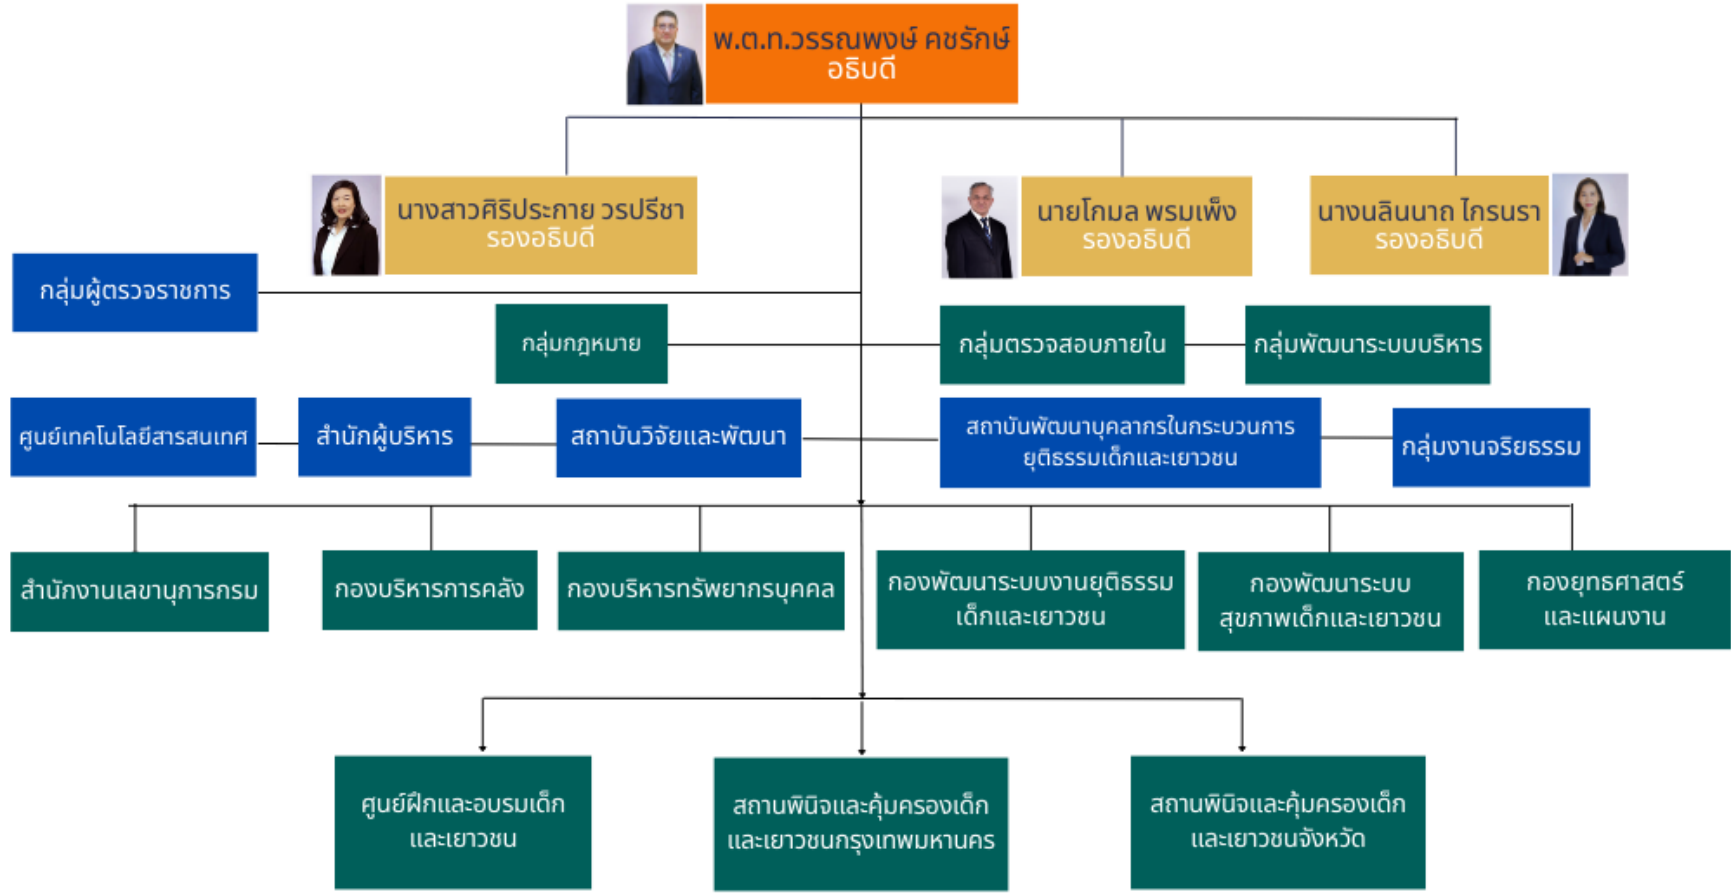 พ.ต.ท.วรรณพงษ์ คชรักษ์
อธิบดี
นางสาวศิริประกาย วรปรีชา
รองอธิบดี
นายโกมล พรมเพ็ง
รองอธิบดี
นางนลินนาถ ไกรนรา
รองอธิบดี
กลุ่มผู้ตรวจราชการ
กลุ่มกฎหมาย
กลุ่มตรวจสอบภายใน
กลุ่มพัฒนาระบบบริหาร
ศูนย์เทคโนโลยีสารสนเทศ
สำนักผู้บริหาร
สถาบันวิจัยและพัฒนา
สถาบันพัฒนาบุคลากรในกระบวนการ
ยุติธรรมเด็กและเยาวชน
กลุ่มงานจริยธรรม
สำนักงานเลขานุการกรม
กองบริหารการคลัง
กองบริหารทรัพยากรบุคคล
กองพัฒนาระบบงานยุติธรรม
เด็กและเยาวชน
กองพัฒนาระบบ
สุขภาพเด็กและเยาวชน
กองยุทธศาสตร์
และแผนงาน
ศูนย์ฝึกและอบรมเด็ก
และเยาวชน
สถานพินิจและคุ้มครองเด็ก
และเยาวชนกรุงเทพมหานคร
สถานพินิจและคุ้มครองเด็ก
และเยาวชนจังหวัด